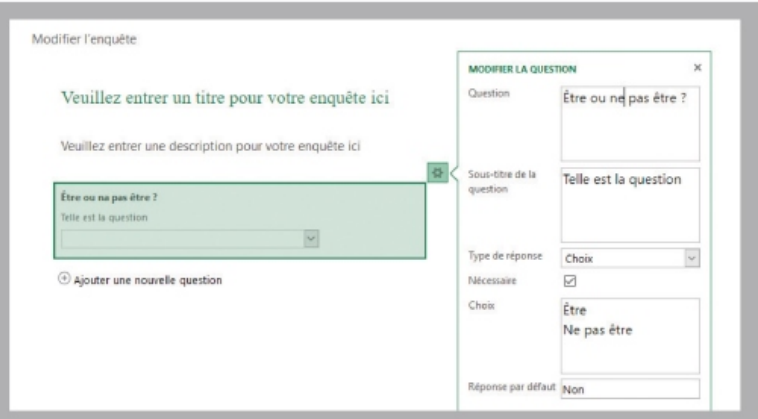 Modifier l'enquête
Veuillez entrer un titre pour votre enquête ici
Veuillez entrer une description pour votre enquête ici
Être ou na pas être ?
Telle est la question
Ajouter une nouvelle question
MODIFIER LA QUESTION
Question
Être ou ne pas être ?
Sous-titre de la
question
Telle est la question
Type de réponse
Choix
Nécessaire
Choix
Être
Ne pas être
Réponse par défaut
Non